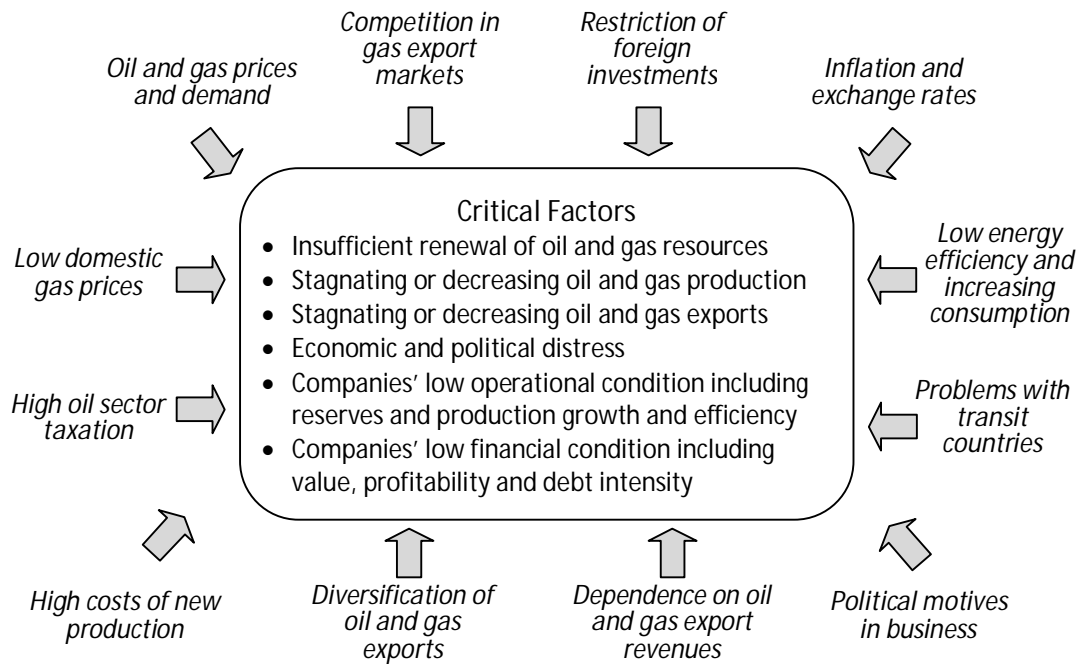 Oil and gas prices
and demand
Competition in
gas export
markets
Restriction of
foreign
investments
Inflation and
exchange rates
Low domestic
gas prices
High oil sector
taxation
Critical Factors
• Insufficient renewal of oil and gas resources
• Stagnating or decreasing oil and gas production
• Stagnating or decreasing oil and gas exports
• Economic and political distress
• Companies’ low operational condition including
reserves and production growth and efficiency
• Companies’ low financial condition including
value, profitability and debt intensity
Low energy
efficiency and
increasing
consumption
Problems with
transit
countries
High costs of new
production
Diversification of
oil and gas
exports
Dependence on oil
and gas export
revenues
Political motives
in business